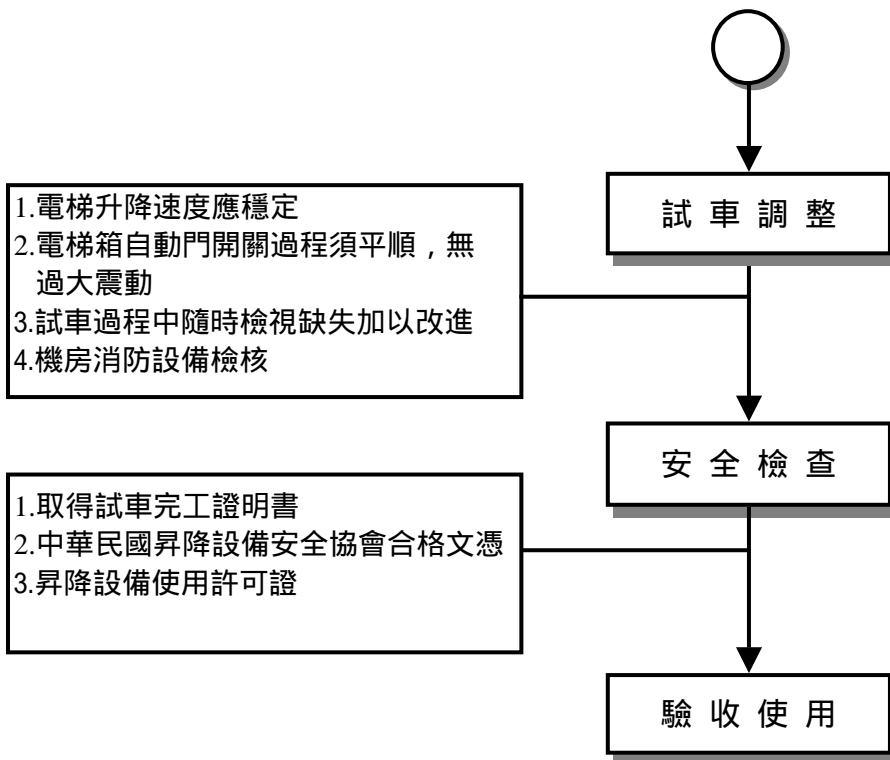 試車調整
1.電梯升降速度應穩定
2.電梯箱自動門開關過程須平順，無
過大震動
3.試車過程中隨時檢視缺失加以改進
4.機房消防設備檢核
安全檢查
1.取得試車完工證明書
2.中華民國昇降設備安全協會合格文憑
3.昇降設備使用許可證
驗收使用